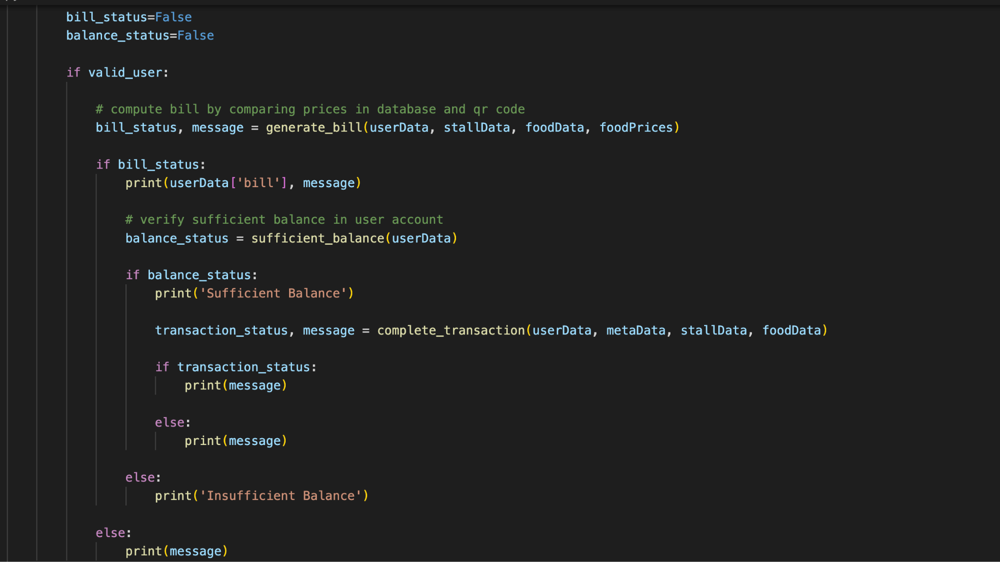 bill_status=False
balance_status=False
if valid_user:
# compute bill by comparing prices in database and qr code
bill_status, message = generate_bill(userData, stallData, foodData, foodPrices)
if bill_status:
print(userData['bill'], message)
# verify sufficient balance in user account
balance_status = sufficient_balance(userData)
if balance_status:
print('Sufficient Balance')
transaction_status, message = complete_transaction(userData, metaData, stallData, foodData)
if transaction_status:
print(message)
else:
print(message)
else:
print('Insufficient Balance')
else:
print(message)